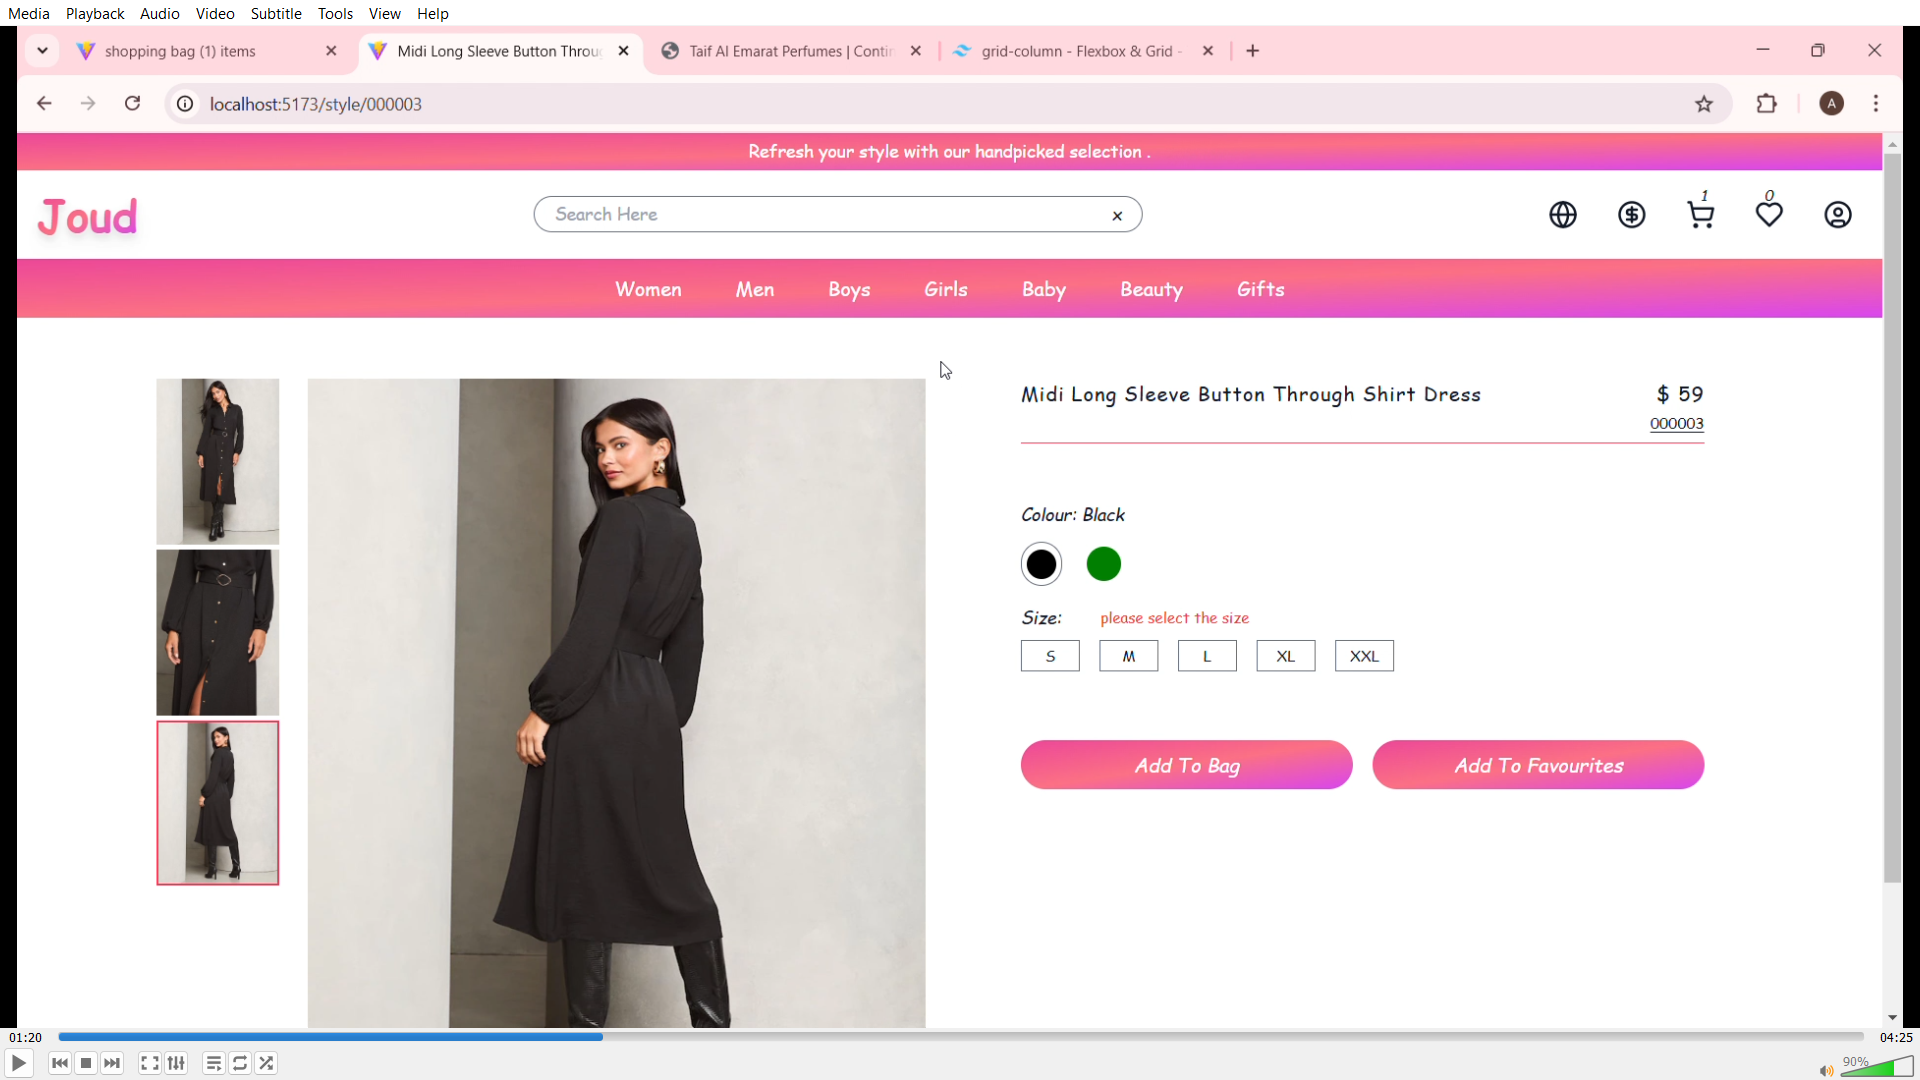 Media Playback Audio Video Subtitle Tools View Help
shopping bag (1) items
Midi Long Sleeve Button Throu
Taif Al Emarat Perfumes | Contin
grid-column - Flexbox & Grid -
localhost:5173/style/000003
A
Refresh your style with our handpicked selection .
Joud
Search Here
1
0
Women Men Boys Girls Baby Beauty Gifts
Midi Long Sleeve Button Through Shirt Dress
$ 59
000003
Colour: Black
Size: please select the size
S M L XL XXL
Add To Bag
Add To Favourites
01:20
04:25
90%